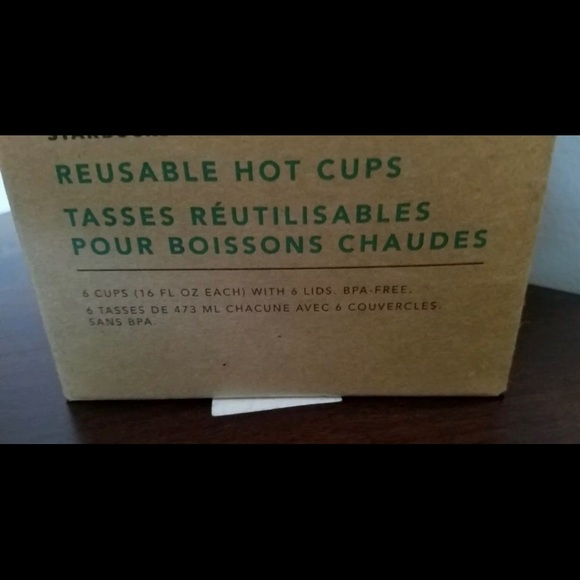 REUSABLE HOT CUPS
TASSES RÉUTILISABLES
POUR BOISSONS CHAUDES
6 CUPS (16 FL OZ EACH) WITH 6 LIDS. BPA-FREE.
6 TASSES DE 473 ML CHACUNE AVEC 6 COUVERCLES.
SANS BPA.